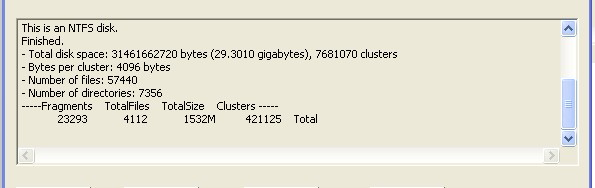 This is an NTFS disk.
Finished.
- Total disk space: 31461662720 bytes (29.3010 gigabytes), 7681070 clusters
- Bytes per cluster: 4096 bytes
- Number of files: 57440
- Number of directories: 7356
-----Fragments TotalFiles TotalSize Clusters -----
23293 4112 1532M 421125 Total